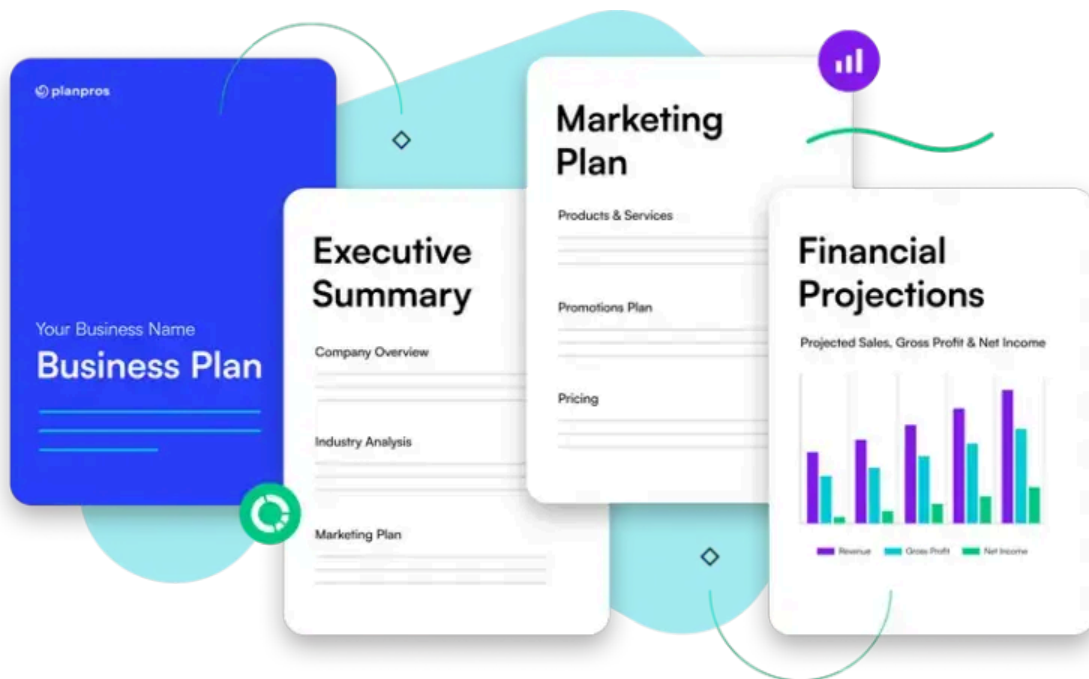 planpros
Your Business Name
Business Plan
Executive
Summary
Company Overview
Industry Analysis
Marketing Plan
Marketing
Plan
Products & Services
Promotions Plan
Pricing
Financial
Projections
Projected Sales, Gross Profit & Net Income
Revenue
Gross Profit
Net Income